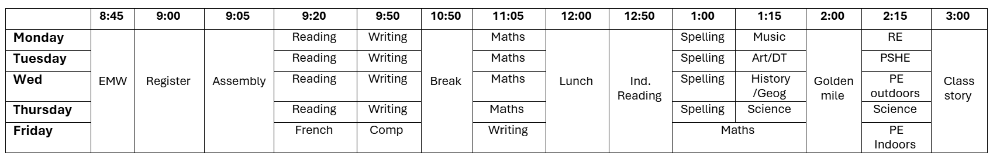 8:45 9:00 9:05 9:20 9:50 10:50 11:05 12:00 12:50 1:00 1:15 2:00 2:15 3:00
Monday Reading Writing Maths Spelling Music RE
Tuesday Reading Writing Maths Spelling Art/DT PSHE
Wed EMW Register Assembly Reading Writing Break Maths Lunch Ind. Reading Spelling History /Geog Golden mile PE outdoors Class story
Thursday Reading Writing Maths Spelling Science Science
Friday French Comp Writing Maths PE Indoors